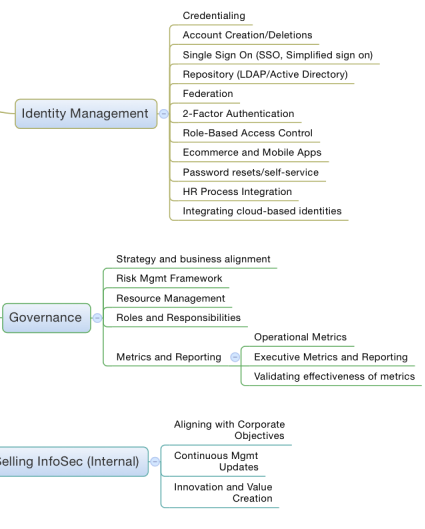 Credentialing
Account Creation/Deletions
Single Sign On (SSO, Simplified sign on)
Repository (LDAP/Active Directory)
Federation
Identity Management
2-Factor Authentication
Role-Based Access Control
Ecommerce and Mobile Apps
Password resets/self-service
HR Process Integration
Integrating cloud-based identities
Strategy and business alignment
Risk Mgmt Framework
Resource Management
Governance
Roles and Responsibilities
Metrics and Reporting
Operational Metrics
Executive Metrics and Reporting
Validating effectiveness of metrics
Selling InfoSec (Internal)
Aligning with Corporate
Objectives
Continuous Mgmt
Updates
Innovation and Value
Creation